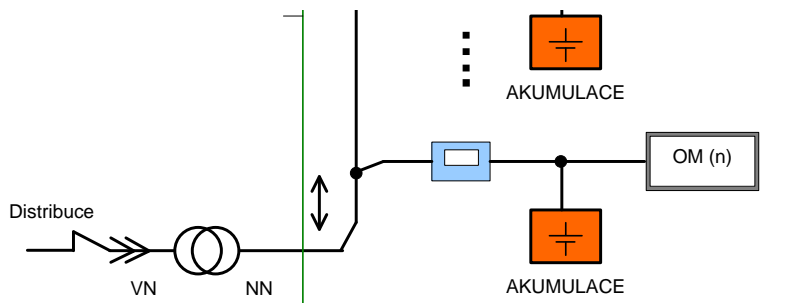 AKUMULACE
OM (n)
Distribuce
VN
NN
AKUMULACE